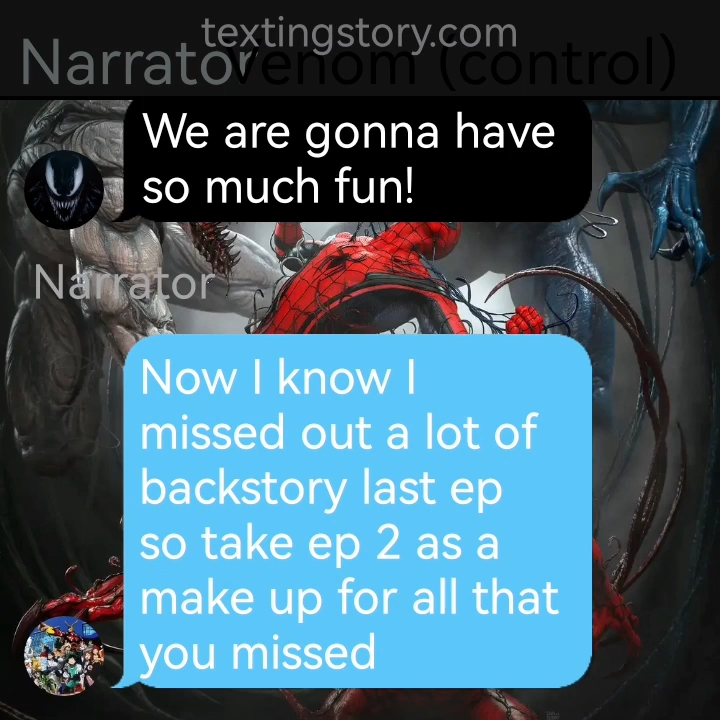 textingstory.com
Narrator
Venom (control)
We are gonna have
so much fun!
Narrator
Now I know I
missed out a lot of
backstory last ep
so take ep 2 as a
make up for all that
you missed